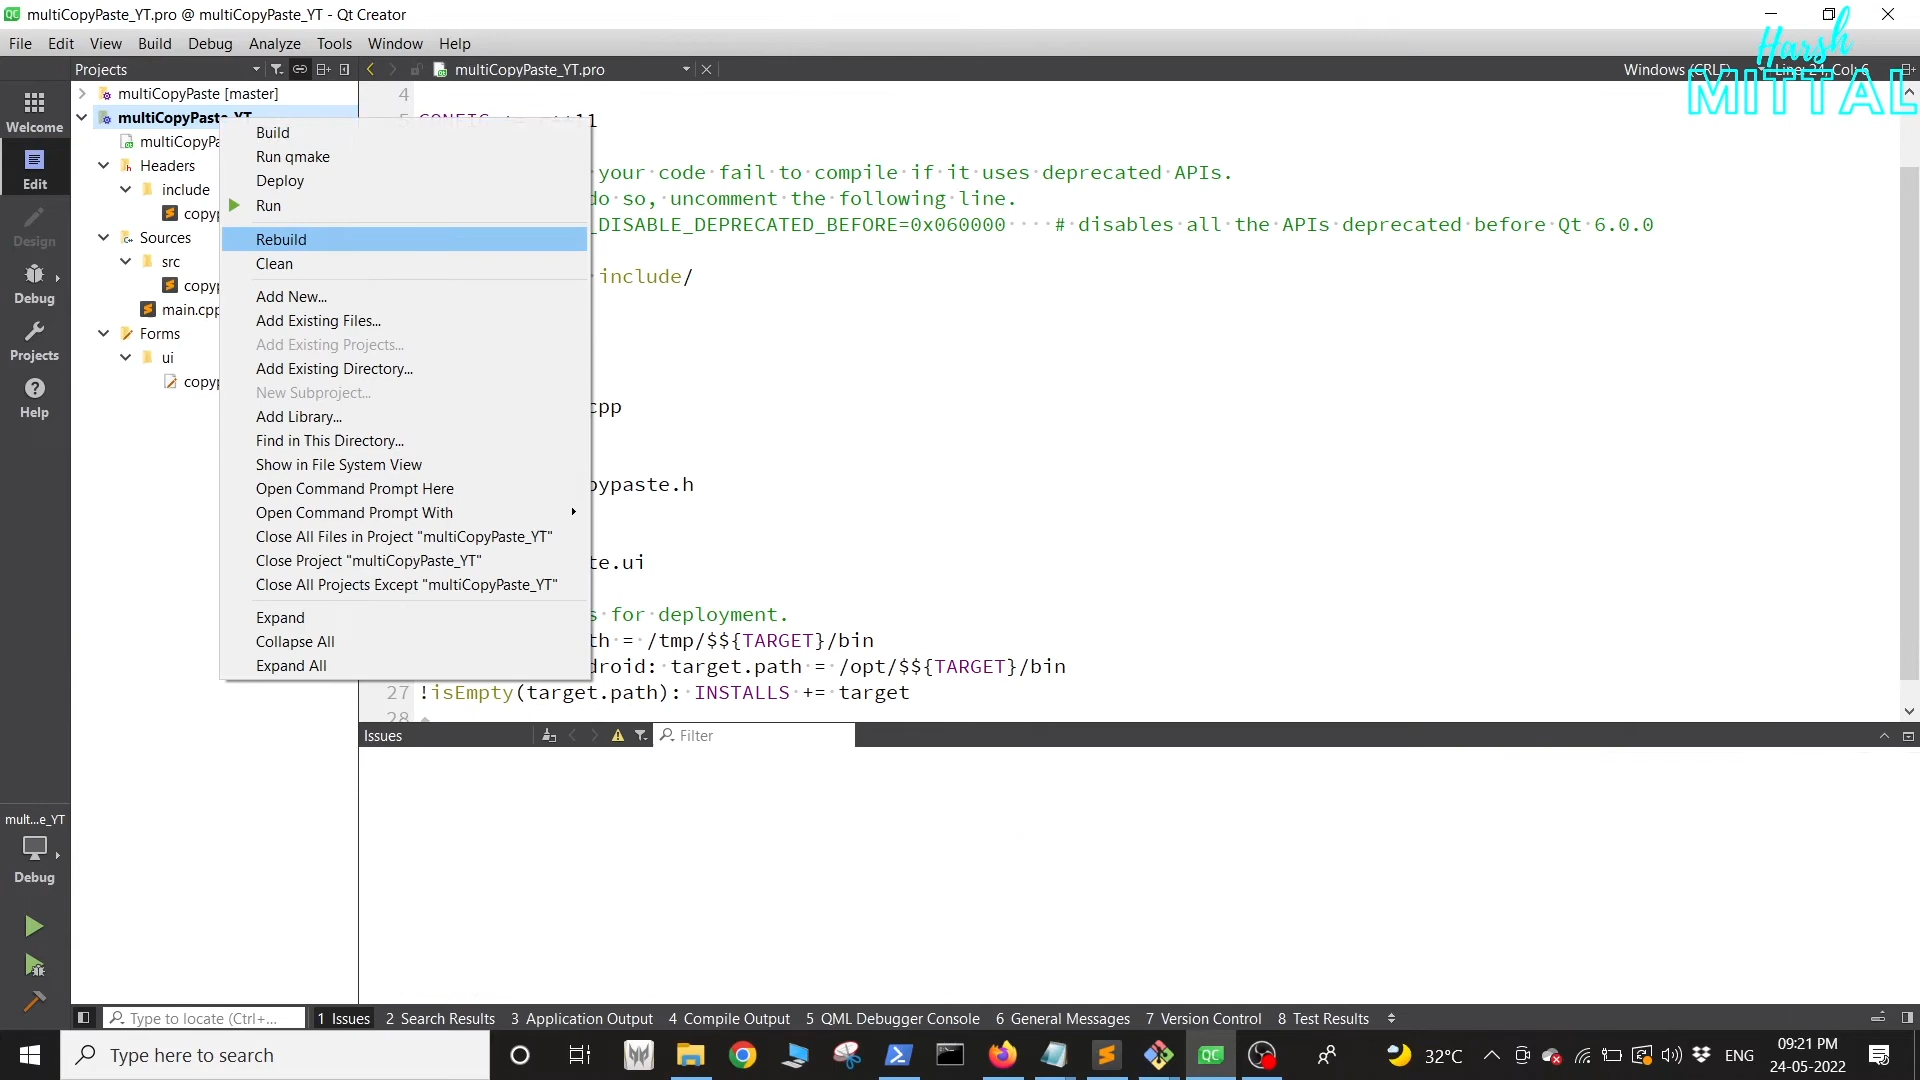 multiCopyPaste_YT.pro @ multiCopyPaste_YT - Qt Creator
File Edit View Build Debug Analyze Tools Window Help
Harsh
MITTAL
Projects
multiCopyPaste_YT.pro
Windows (CRLF)
Line: 24, Col: 6
Welcome
Edit
Design
Debug
Projects
Help
multiCopyPaste [master]
multiCopyPaste_YT
Headers
include
Sources
src
main.cpp
Forms
ui
Build
Run qmake
Deploy
Run
Rebuild
Clean
Add New...
Add Existing Files...
Add Existing Projects...
Add Existing Directory...
New Subproject...
Add Library...
Find in This Directory...
Show in File System View
Open Command Prompt Here
Open Command Prompt With
Close All Files in Project "multiCopyPaste_YT"
Close Project "multiCopyPaste_YT"
Close All Projects Except "multiCopyPaste_YT"
Expand
Collapse All
Expand All
4
your code fail to compile if it uses deprecated APIs.
do so, uncomment the following line.
_DISABLE_DEPRECATED_BEFORE=0x060000 # disables all the APIs deprecated before Qt 6.0.0
include/
cpp
pypaste.h
te.ui
s for deployment.
th = /tmp/$${TARGET}/bin
droid: target.path = /opt/$${TARGET}/bin
27 !isEmpty(target.path): INSTALLS += target
28
Issues
Filter
mult...e_YT
Debug
Type to locate (Ctrl+...
1 Issues 2 Search Results 3 Application Output 4 Compile Output 5 QML Debugger Console 6 General Messages 7 Version Control 8 Test Results
Type here to search
32°C
ENG
09:21 PM
24-05-2022